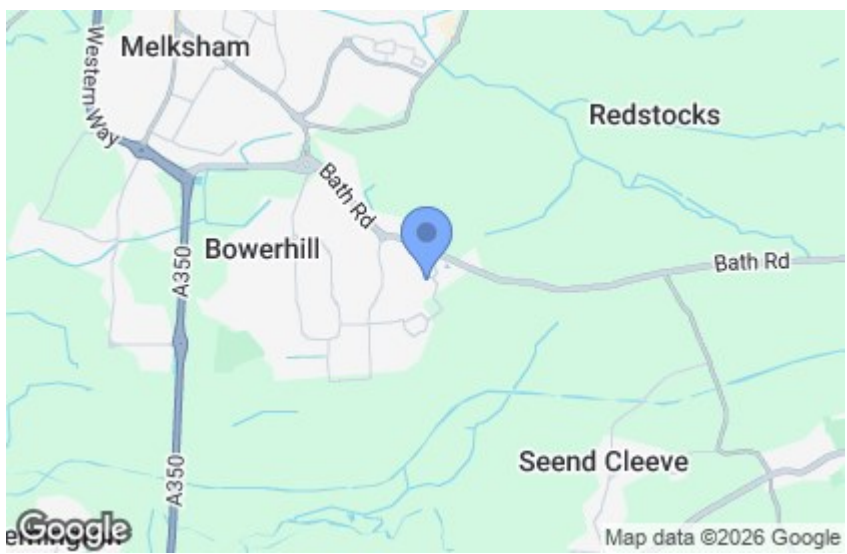 Melksham
Western Way
Redstocks
Bath Rd
Bowerhill
A350
Bath Rd
Seend Cleeve
A350
Google
Map data ©2026 Google